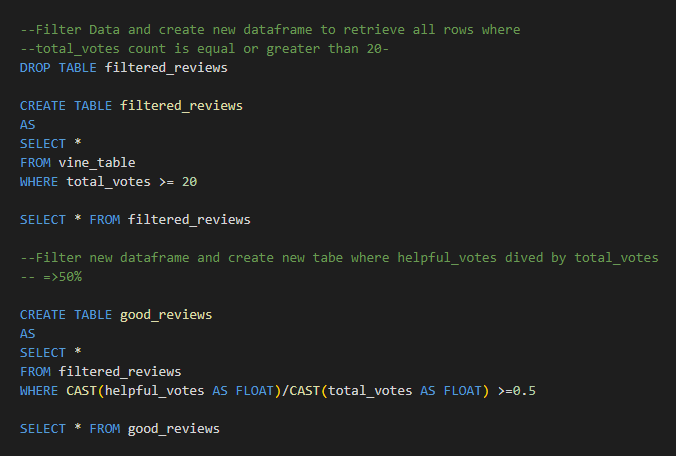 --Filter Data and create new dataframe to retrieve all rows where
--total_votes count is equal or greater than 20-
DROP TABLE filtered_reviews
CREATE TABLE filtered_reviews
AS
SELECT *
FROM vine_table
WHERE total_votes >= 20
SELECT * FROM filtered_reviews
--Filter new dataframe and create new tabe where helpful_votes dived by total_votes
-- =>50%
CREATE TABLE good_reviews
AS
SELECT *
FROM filtered_reviews
WHERE CAST(helpful_votes AS FLOAT)/CAST(total_votes AS FLOAT) >=0.5
SELECT * FROM good_reviews